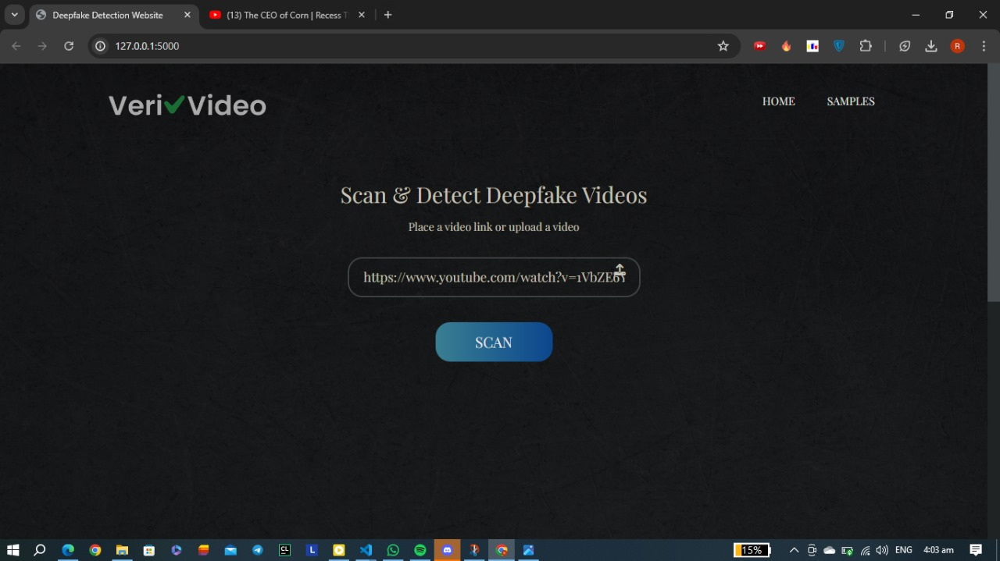 Deepfake Detection Website
(13) The CEO of Corn | Recess T
127.0.0.1:5000
R
Veri Video
HOME
SAMPLES
Scan & Detect Deepfake Videos
Place a video link or upload a video
https://www.youtube.com/watch?v=1VbZE6
SCAN
CL
L
15%
ENG
4:03 am